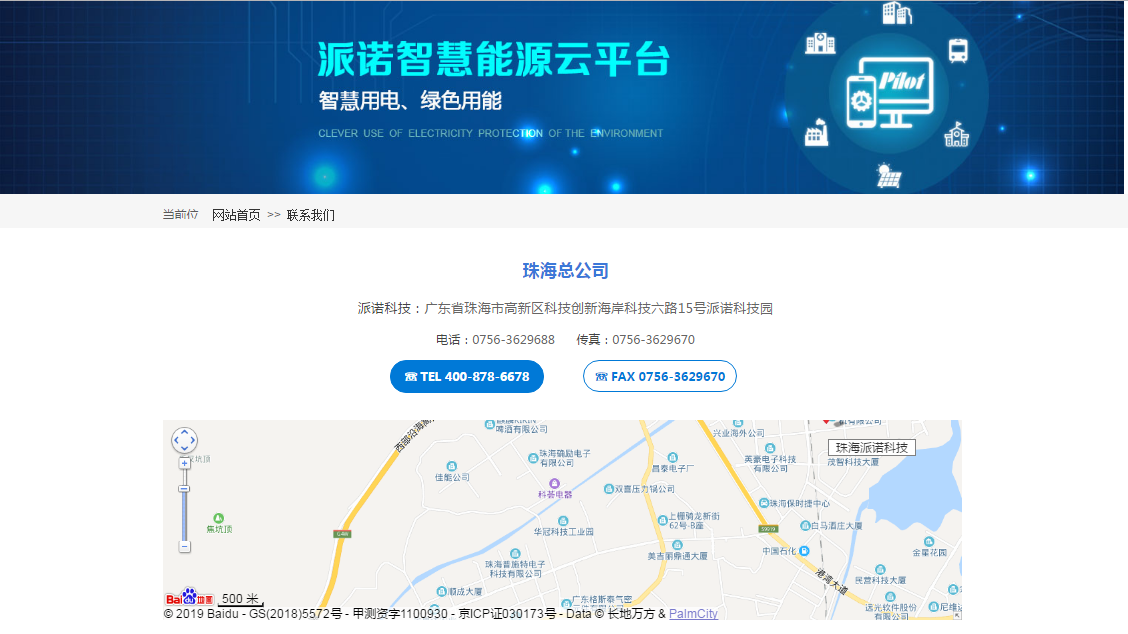 派诺智慧能源云平台
智慧用电、绿色用能
CLEVER USE OF ELECTRICITY PROTECTION OF THE ENVIRONMENT
Pilot
当前位 网站首页 >> 联系我们
珠海总公司
派诺科技：广东省珠海市高新区科技创新海岸科技六路15号派诺科技园
电话：0756-3629688 传真：0756-3629670
☏ TEL 400-878-6678
☏ FAX 0756-3629670
西部沿海高
啤酒有限公司
兴业海外公司
有限公司
珠海派诺科技
茂智科技大厦
坑顶
佳能公司
珠海确励电子
有限公司
昌泰电子厂
英豪电子科技
有限公司
科荟电器
双喜压力锅公司
珠海保时捷中心
焦坑顶
华冠科技工业园
上栅骑龙新街
62号-8座
白马酒庄大厦
美吉丽鼎通大厦
中国石化
金星花园
珠海普施特电子
科技有限公司
港湾大道
民营科技大厦
顺成大厦
广东格斯泰气密
远光软件股份
有限公司
Bai 地图
500 米
© 2019 Baidu - GS(2018)5572号 - 甲测资字1100930 - 京ICP证030173号 - Data © 长地万方 & PalmCity